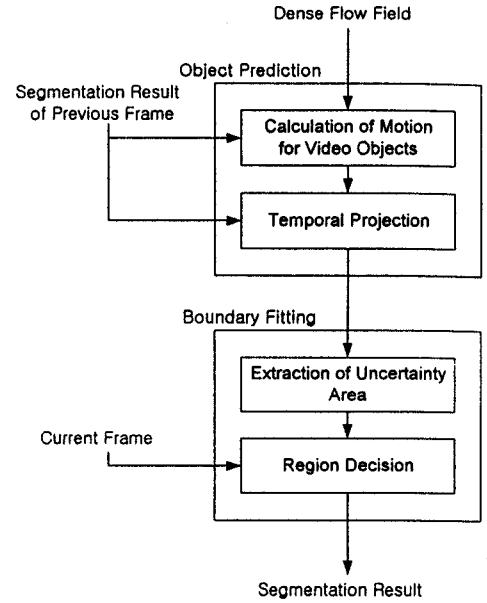 Dense Flow Field
Object Prediction
Segmentation Result
of Previous Frame
Calculation of Motion
for Video Objects
Temporal Projection
Boundary Fitting
Extraction of Uncertainty
Area
Current Frame
Region Decision
Segmentation Result